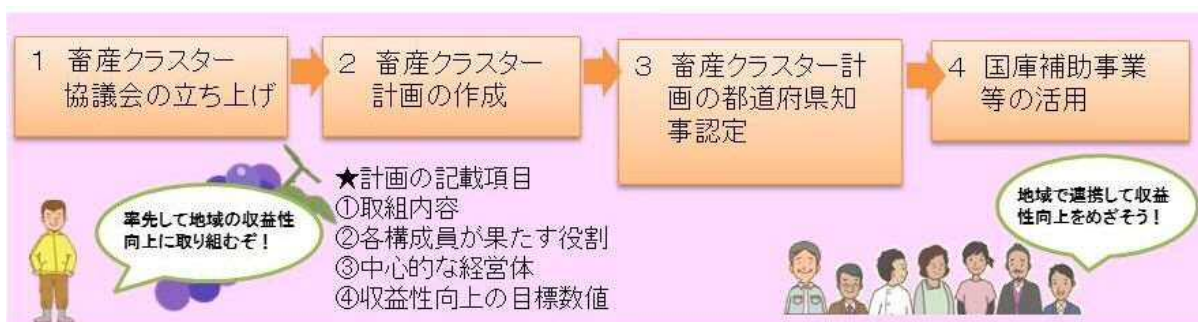 1 畜産クラスター
協議会の立ち上げ
2 畜産クラスター
計画の作成
3 畜産クラスター計
画の都道府県知
事認定
4 国庫補助事業
等の活用
★計画の記載項目
①取組内容
②各構成員が果たす役割
③中心的な経営体
④収益性向上の目標数値
率先して地域の収益性
向上に取り組むぞ！
地域で連携して収益
性向上をめざそう！